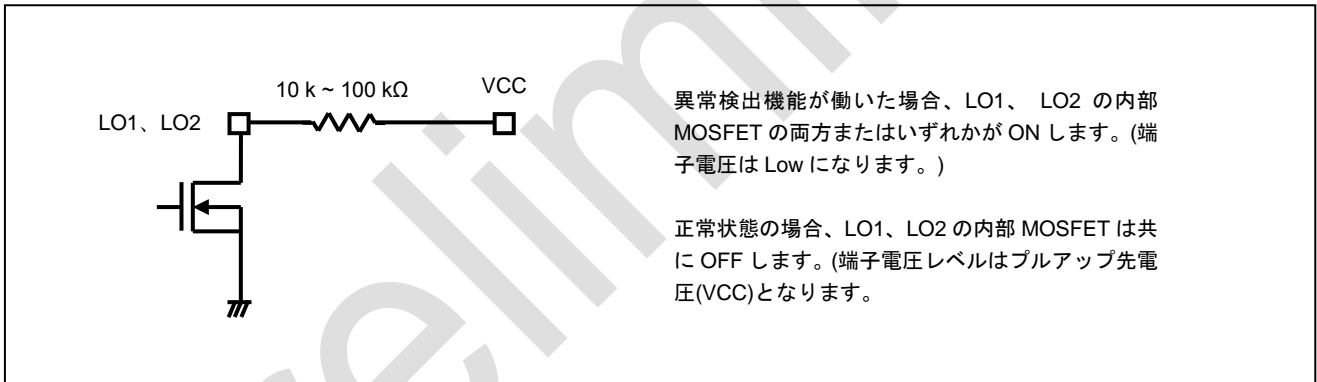 10 k ~ 100 kΩ
VCC
LO1、LO2
異常検出機能が働いた場合、LO1、 LO2 の内部
MOSFET の両方またはいずれかが ON します。(端
子電圧は Low になります。)
正常状態の場合、LO1、LO2 の内部 MOSFET は共
に OFF します。(端子電圧レベルはプルアップ先電
圧(VCC)となります。
relim